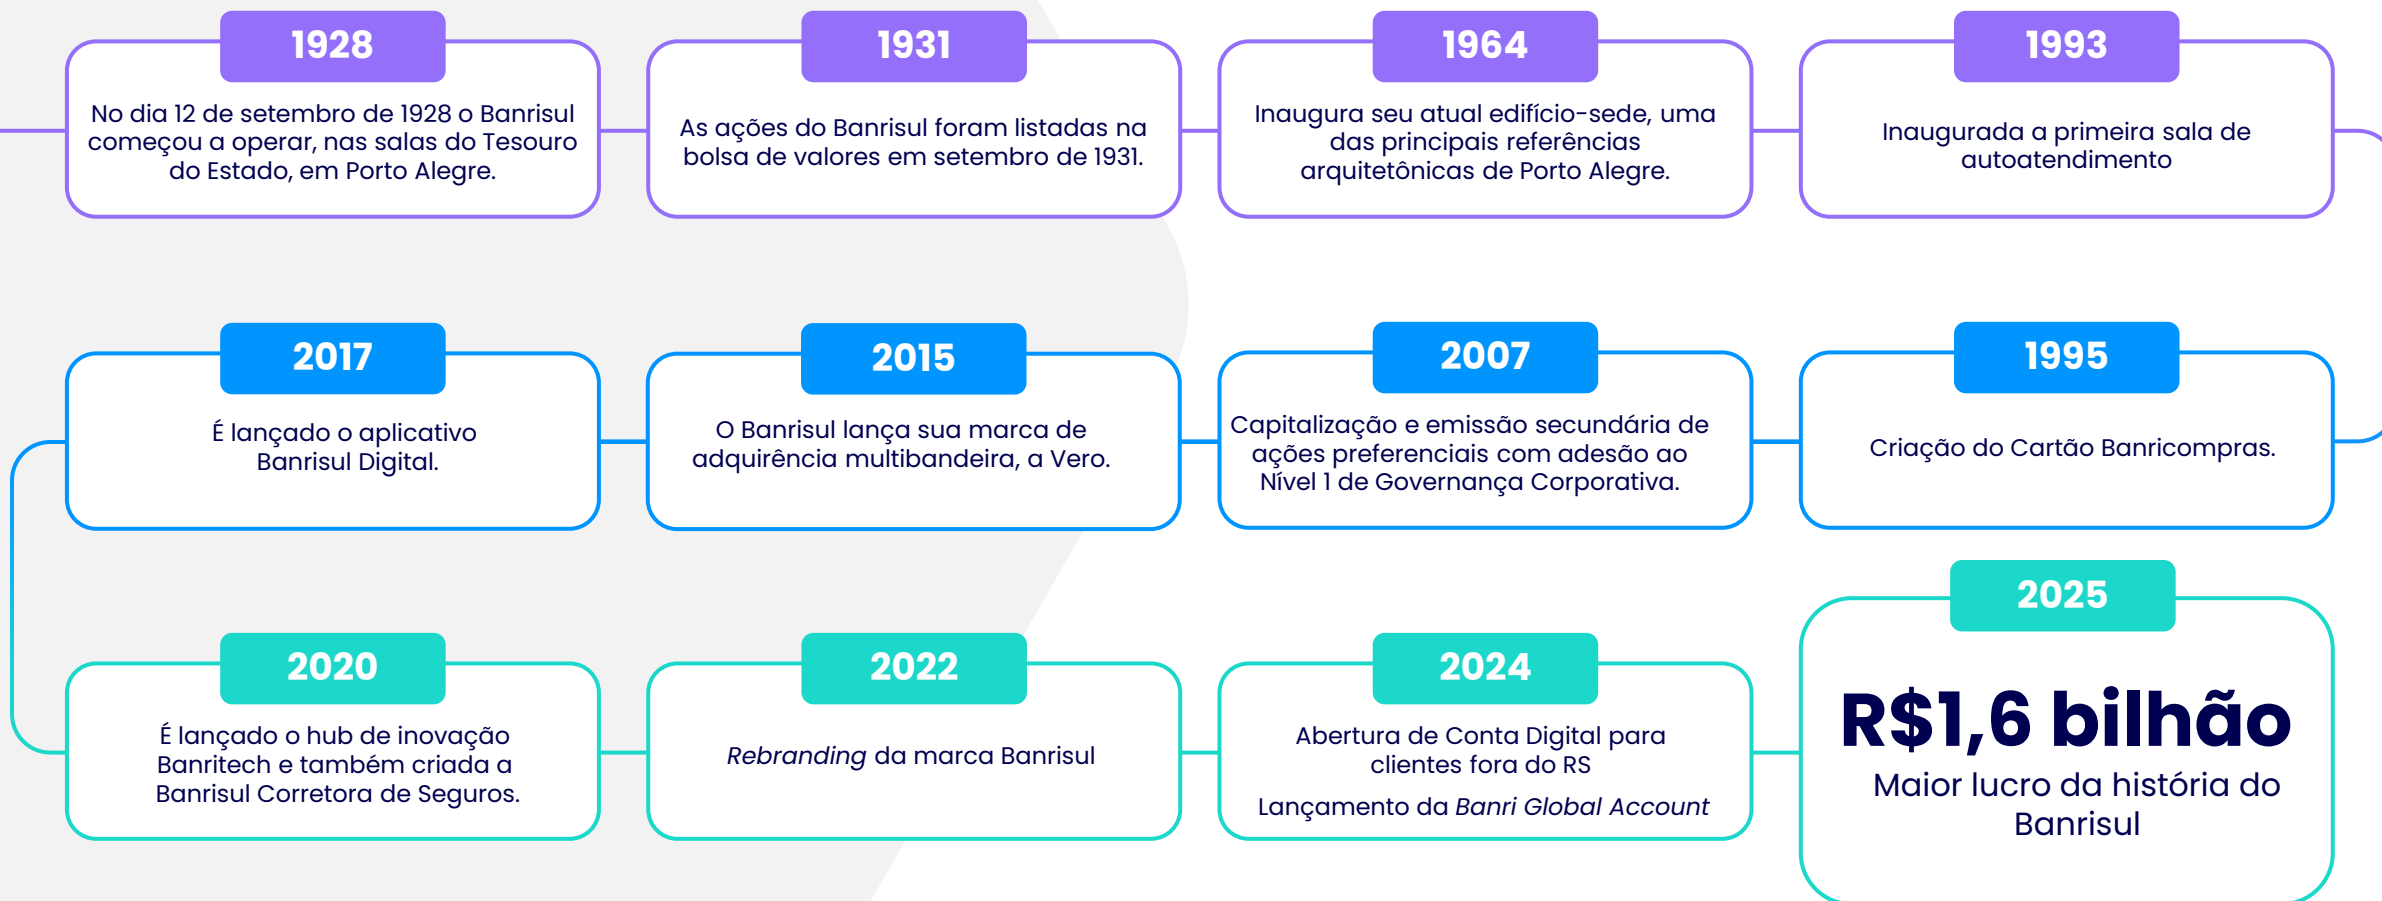 1928
No dia 12 de setembro de 1928 o Banrisul
começou a operar, nas salas do Tesouro
do Estado, em Porto Alegre.
1931
As ações do Banrisul foram listadas na
bolsa de valores em setembro de 1931.
1964
Inaugura seu atual edifício-sede, uma
das principais referências
arquitetônicas de Porto Alegre.
1993
Inaugurada a primeira sala de
autoatendimento
1995
Criação do Cartão Banricompras.
2007
Capitalização e emissão secundária de
ações preferenciais com adesão ao
Nível 1 de Governança Corporativa.
2015
O Banrisul lança sua marca de
adquirência multibandeira, a Vero.
2017
É lançado o aplicativo
Banrisul Digital.
2020
É lançado o hub de inovação
Banritech e também criada a
Banrisul Corretora de Seguros.
2022
Rebranding da marca Banrisul
2024
Abertura de Conta Digital para
clientes fora do RS
Lançamento da Banri Global Account
2025
R$1,6 bilhão
Maior lucro da história do
Banrisul